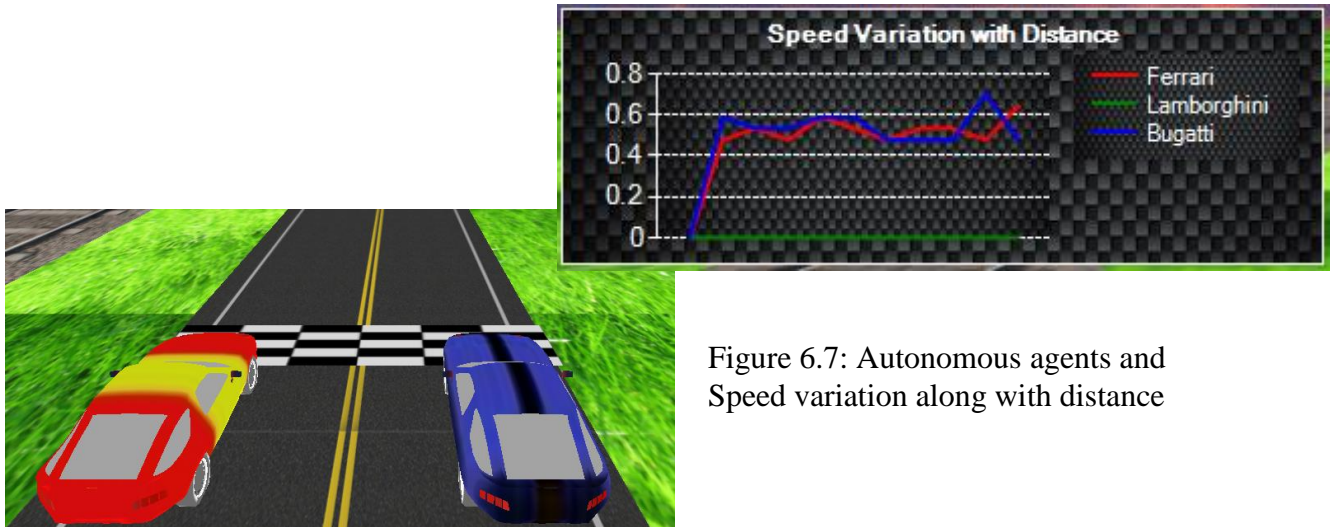 Speed Variation with Distance
0.8
0.6
0.4
0.2
0
Ferrari
Lamborghini
Bugatti
Figure 6.7: Autonomous agents and
Speed variation along with distance